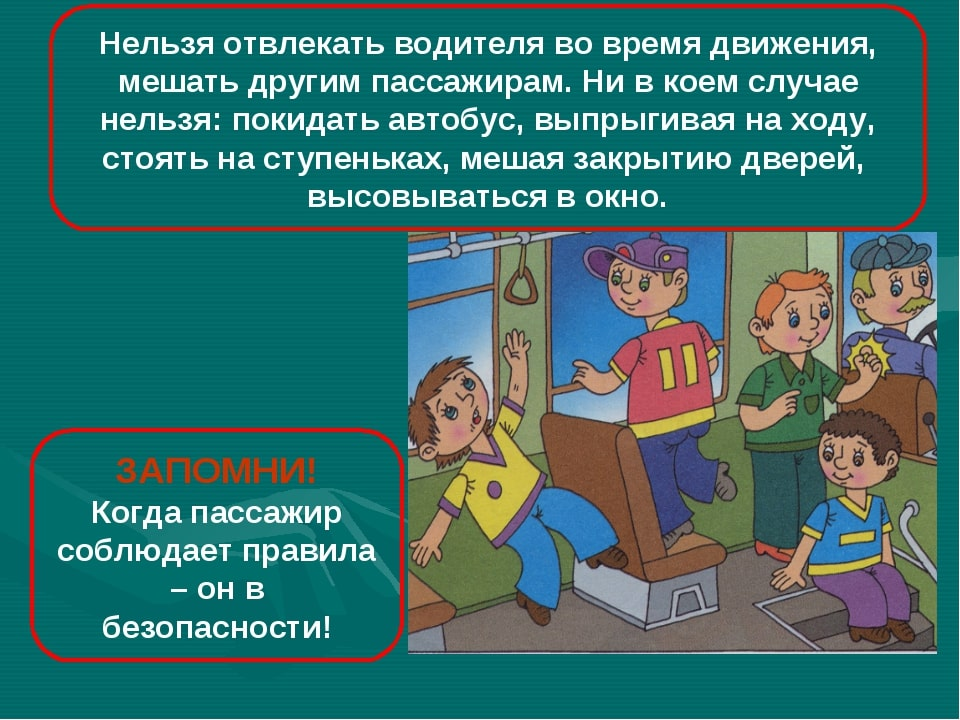 Нельзя отвлекать водителя во время движения,
мешать другим пассажирам. Ни в коем случае
нельзя: покидать автобус, выпрыгивая на ходу,
стоять на ступеньках, мешая закрытию дверей,
высовываться в окно.
ЗАПОМНИ!
Когда пассажир
соблюдает правила
– он в
безопасности!